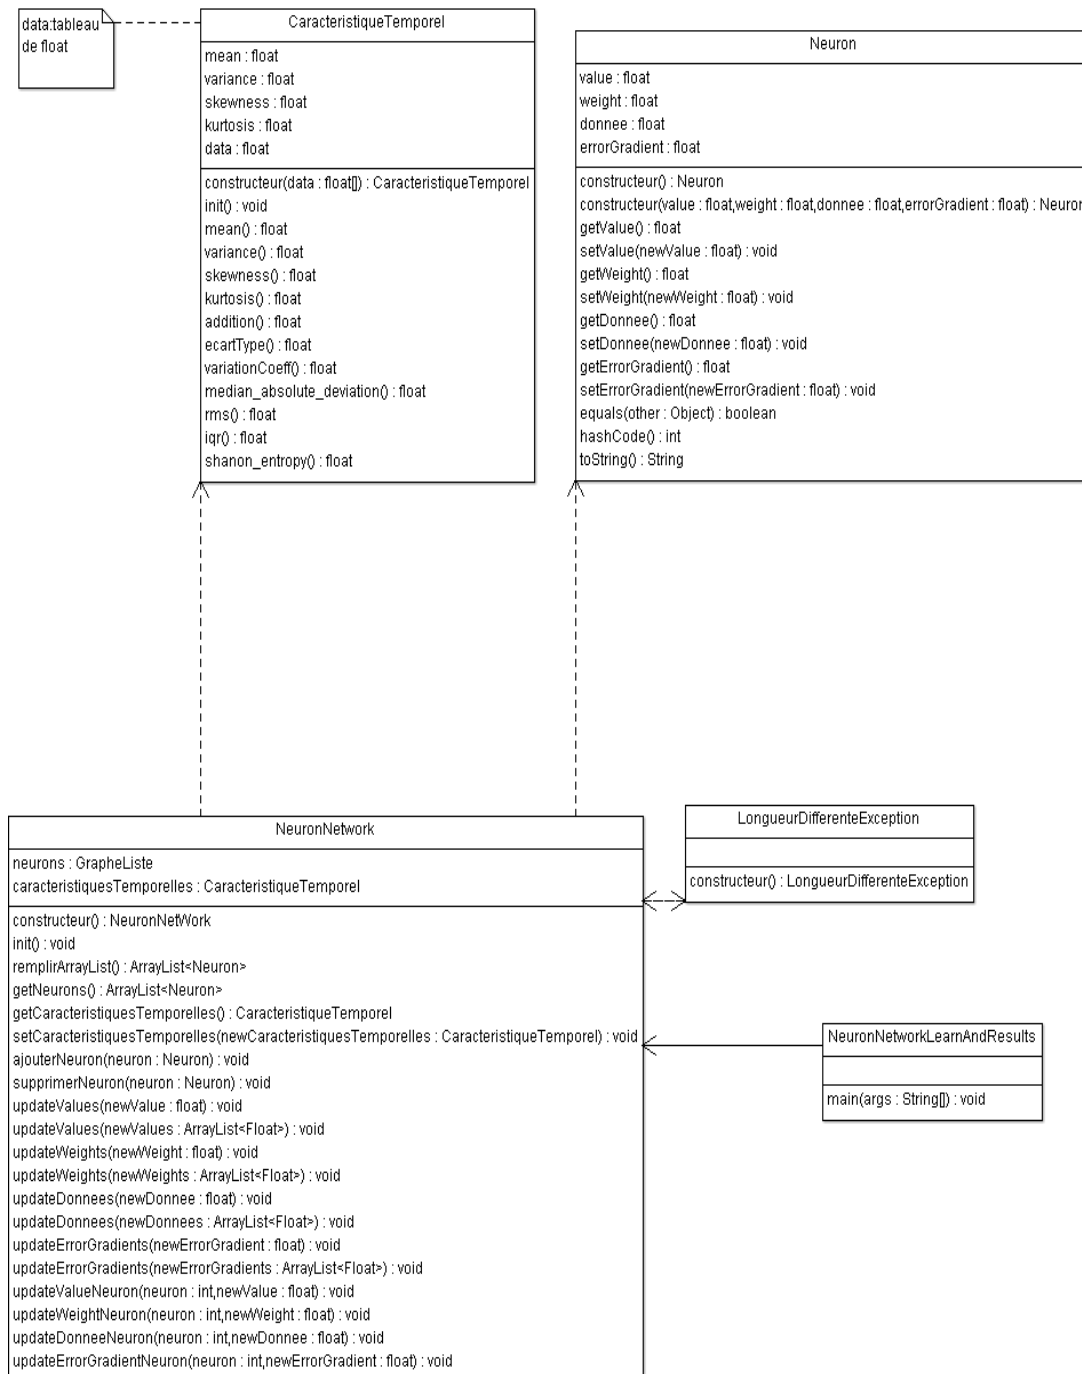 data:tableau
de float
CaracteristiqueTemporel
mean : float
variance : float
skewness : float
kurtosis : float
data : float
constructeur(data : float[]) : CaracteristiqueTemporel
init() : void
mean() : float
variance() : float
skewness() : float
kurtosis() : float
addition() : float
ecartType() : float
variationCoeff() : float
median_absolute_deviation() : float
rms() : float
iqr() : float
shanon_entropy() : float
Neuron
value : float
weight : float
donnee : float
errorGradient : float
constructeur() : Neuron
constructeur(value : float,weight : float,donnee : float,errorGradient : float) : Neuron
getValue() : float
setValue(newValue : float) : void
getWeight() : float
setWeight(newWeight : float) : void
getDonnee() : float
setDonnee(newDonnee : float) : void
getErrorGradient() : float
setErrorGradient(newErrorGradient : float) : void
equals(other : Object) : boolean
hashCode() : int
toString() : String
NeuronNetwork
neurons : GrapheListe
caracteristiquesTemporelles : CaracteristiqueTemporel
constructeur() : NeuronNetWork
init() : void
remplirArrayList() : ArrayList<Neuron>
getNeurons() : ArrayList<Neuron>
getCaracteristiquesTemporelles() : CaracteristiqueTemporel
setCaracteristiquesTemporelles(newCaracteristiquesTemporelles : CaracteristiqueTemporel) : void
ajouterNeuron(neuron : Neuron) : void
supprimerNeuron(neuron : Neuron) : void
updateValues(newValue : float) : void
updateValues(newValues : ArrayList<Float>) : void
updateWeights(newWeight : float) : void
updateWeights(newWeights : ArrayList<Float>) : void
updateDonnees(newDonnee : float) : void
updateDonnees(newDonnees : ArrayList<Float>) : void
updateErrorGradients(newErrorGradient : float) : void
updateErrorGradients(newErrorGradients : ArrayList<Float>) : void
updateValueNeuron(neuron : int,newValue : float) : void
updateWeightNeuron(neuron : int,newWeight : float) : void
updateDonneeNeuron(neuron : int,newDonnee : float) : void
updateErrorGradientNeuron(neuron : int,newErrorGradient : float) : void
LongueurDifferenteException
constructeur() : LongueurDifferenteException
NeuronNetworkLearnAndResults
main(args : String[]) : void